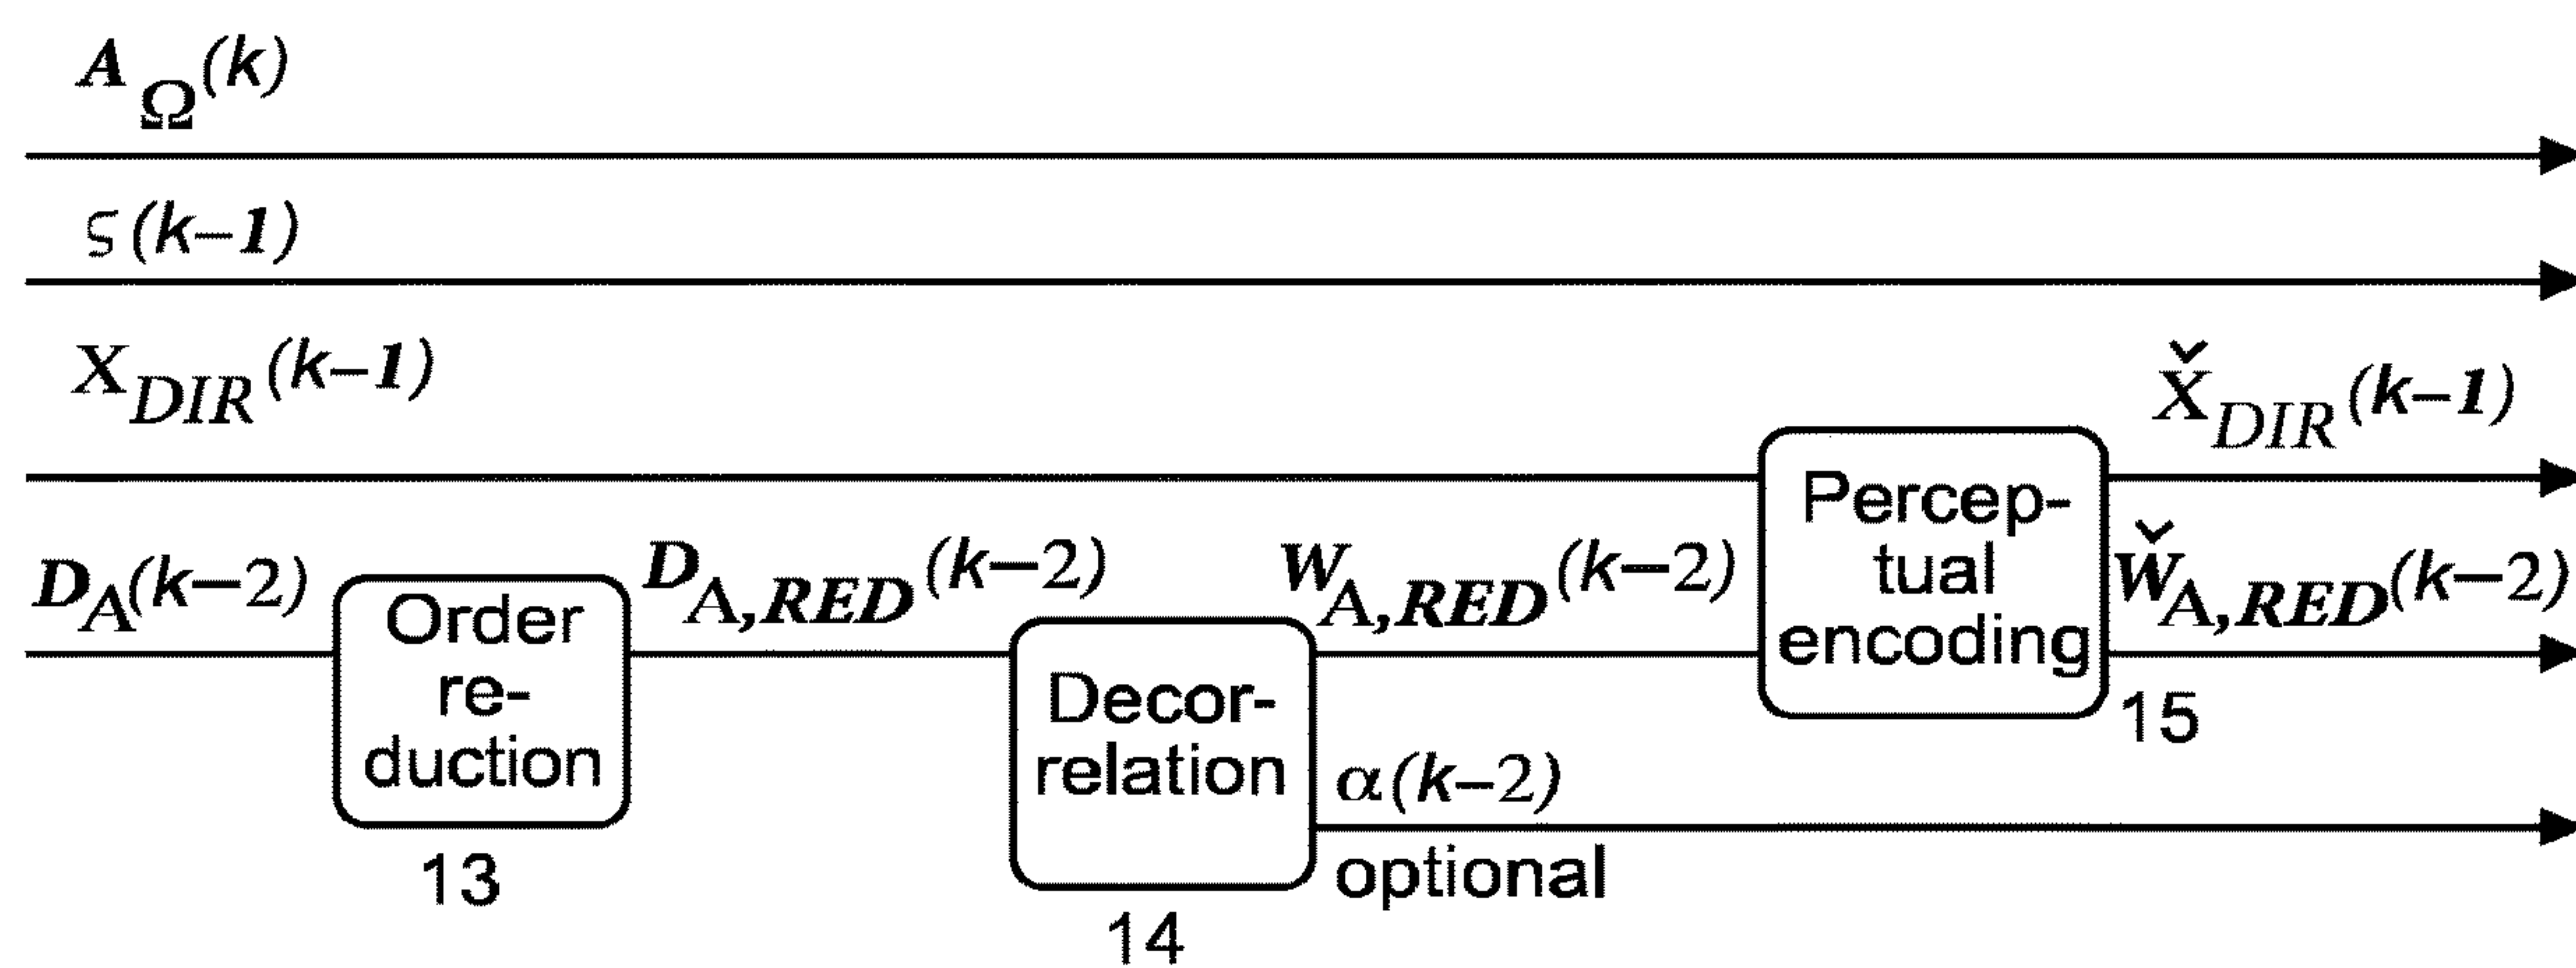 A_Ω(k)
ς(k–1)
X_DIR(k–1)
X̌_DIR(k–1)
D_A(k–2)
Order
re-
duction
13
D_A,RED(k–2)
Decor-
relation
14
W_A,RED(k–2)
α(k–2)
optional
Percep-
tual
encoding
15
W̌_A,RED(k–2)